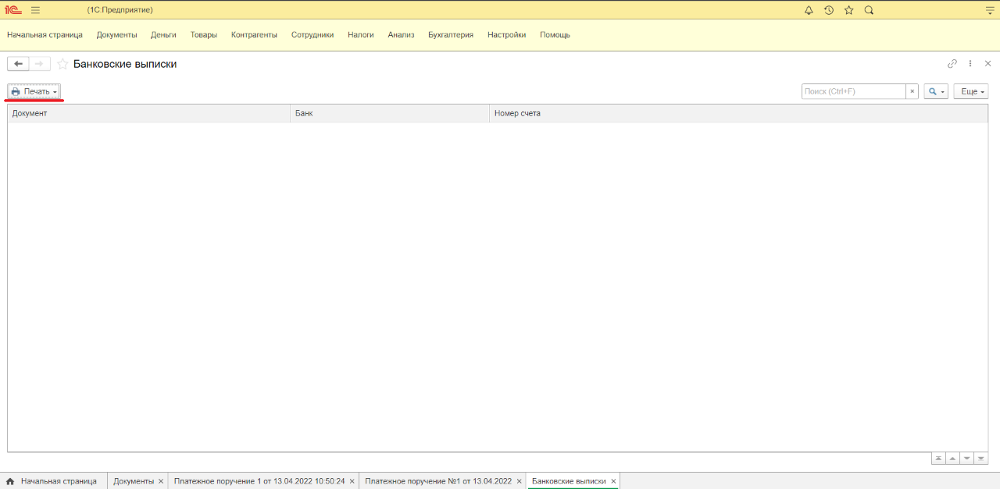 1С (1С.Предприятие)
Начальная страница Документы Деньги Товары Контрагенты Сотрудники Налоги Анализ Бухгалтерия Настройки Помощь
Банковские выписки
Печать Поиск (Ctrl+F) × Еще
Документ Банк Номер счета
Начальная страница Документы × Платежное поручение 1 от 13.04.2022 10:50:24 × Платежное поручение №1 от 13.04.2022 × Банковские выписки ×